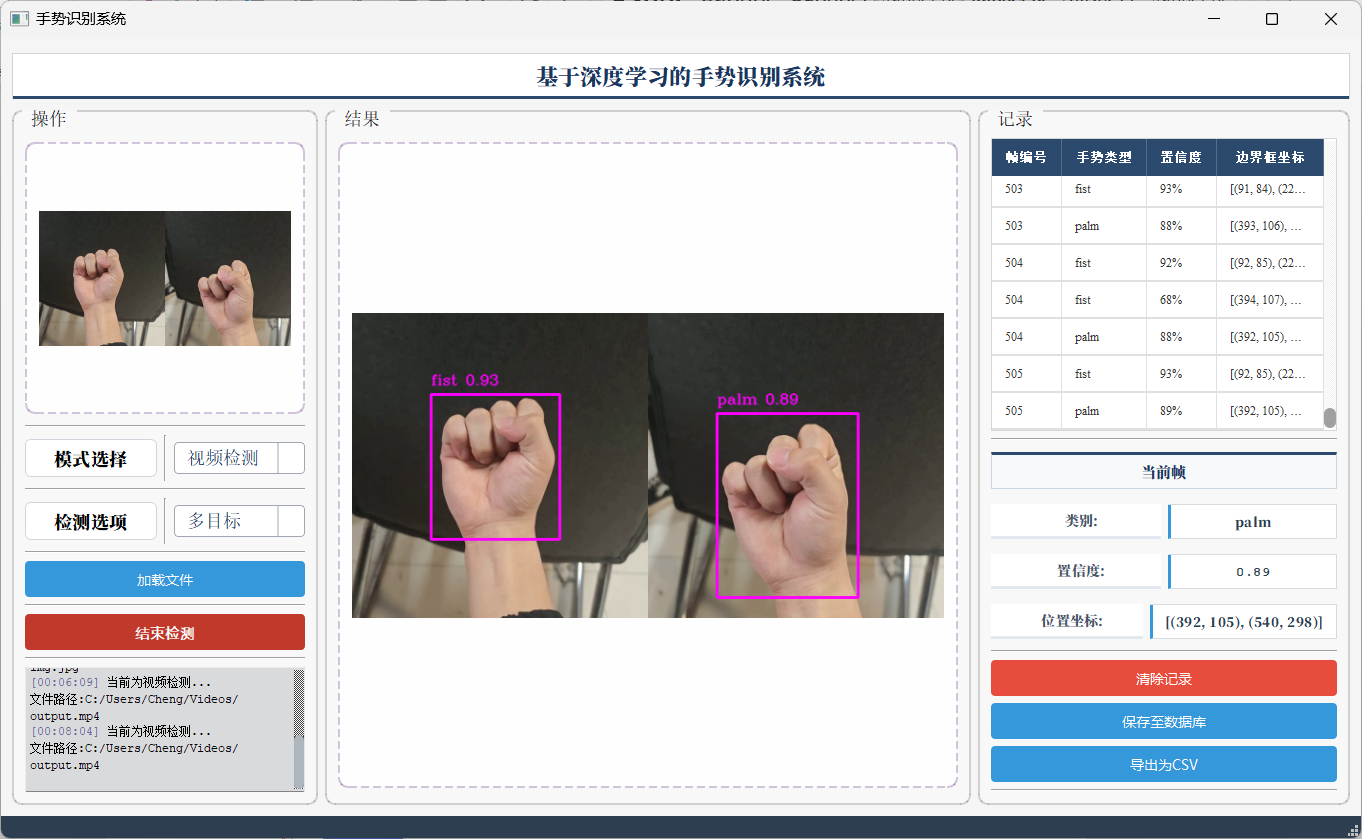 手势识别系统
基于深度学习的手势识别系统
操作
模式选择
视频检测
检测选项
多目标
加载文件
结束检测
img.jpg
[00:06:09] 当前为视频检测...
文件路径:C:/Users/Cheng/Videos/
output.mp4
[00:08:04] 当前为视频检测...
文件路径:C:/Users/Cheng/Videos/
output.mp4
结果
fist 0.93
palm 0.89
记录
帧编号 手势类型 置信度 边界框坐标
503 fist 93% [(91, 84), (22...
503 palm 88% [(393, 106), ...
504 fist 92% [(92, 85), (22...
504 fist 68% [(394, 107), ...
504 palm 88% [(392, 105), ...
505 fist 93% [(92, 85), (22...
505 palm 89% [(392, 105), ...
当前帧
类别: palm
置信度: 0.89
位置坐标: [(392, 105), (540, 298)]
清除记录
保存至数据库
导出为CSV